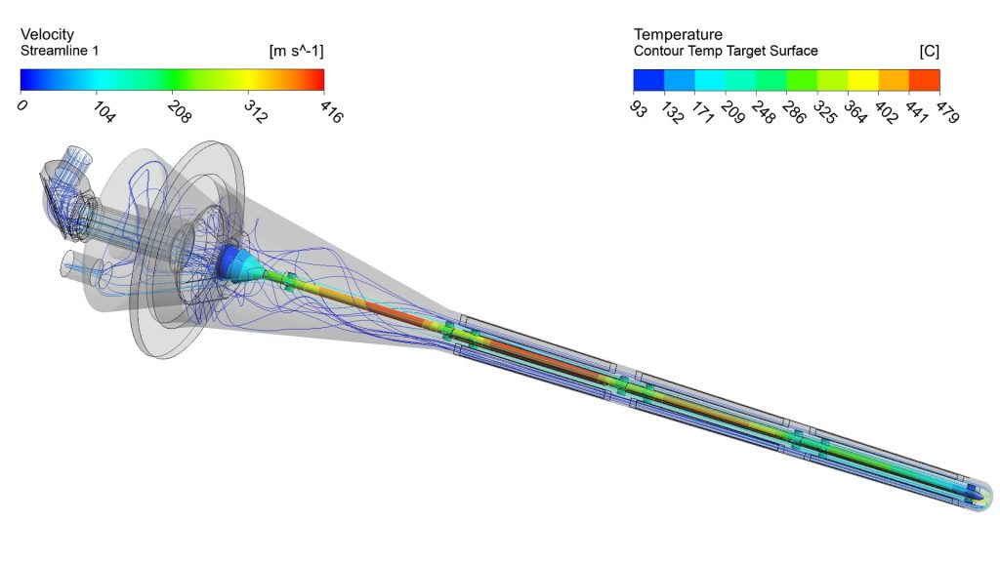 Velocity
Streamline 1 [m s^-1]
0 104 208 312 416
Temperature
Contour Temp Target Surface [C]
93 132 171 209 248 286 325 364 402 441 479